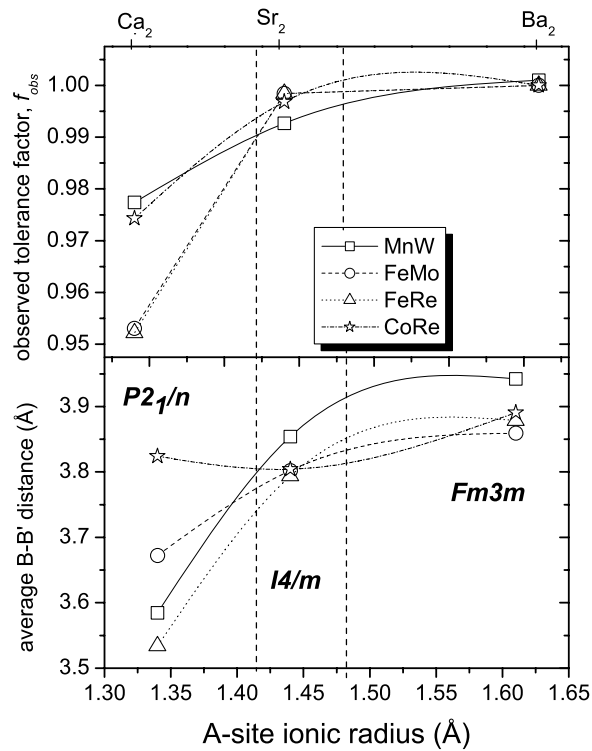 Ca2 Sr2 Ba2
observed tolerance factor, fobs
1.00
0.99
0.98
0.97
0.96
0.95
MnW
FeMo
FeRe
CoRe
average B-B' distance (Å)
3.9
3.8
3.7
3.6
3.5
P21/n
I4/m
Fm3m
1.30 1.35 1.40 1.45 1.50 1.55 1.60 1.65
A-site ionic radius (Å)